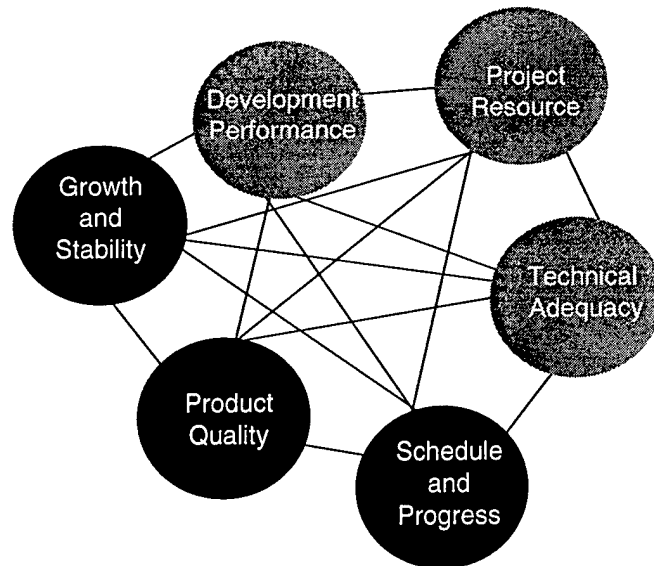 Development
Performance
Project
Resource
Growth
and
Stability
Technical
Adequacy
Product
Quality
Schedule
and
Progress